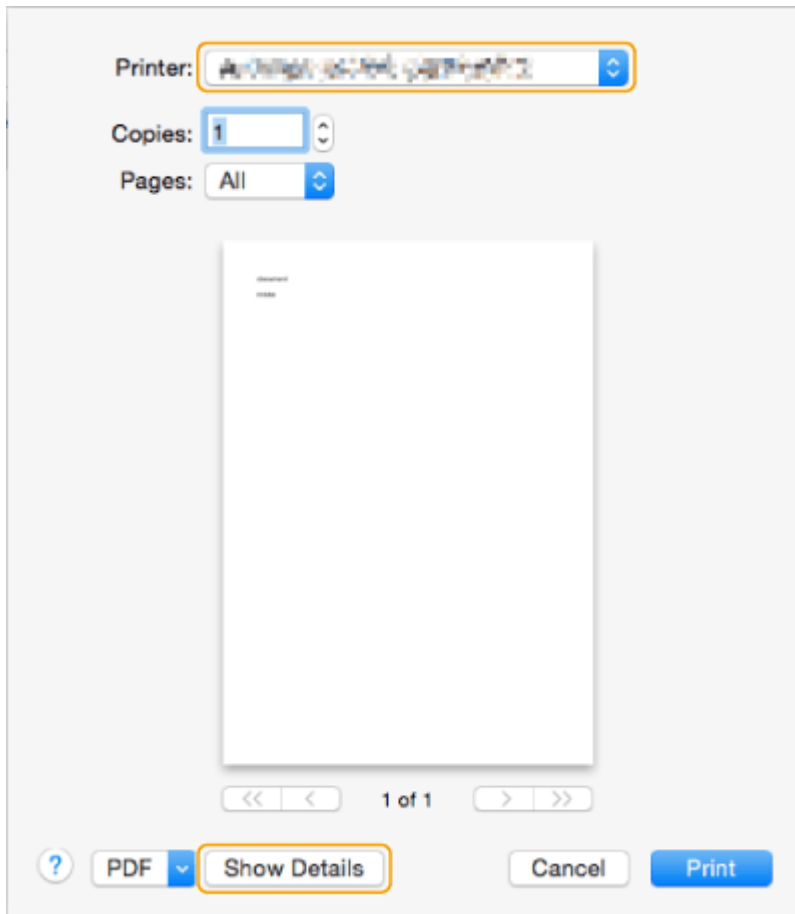 Printer:
Copies: 1
Pages: All
1 of 1
? PDF Show Details Cancel Print